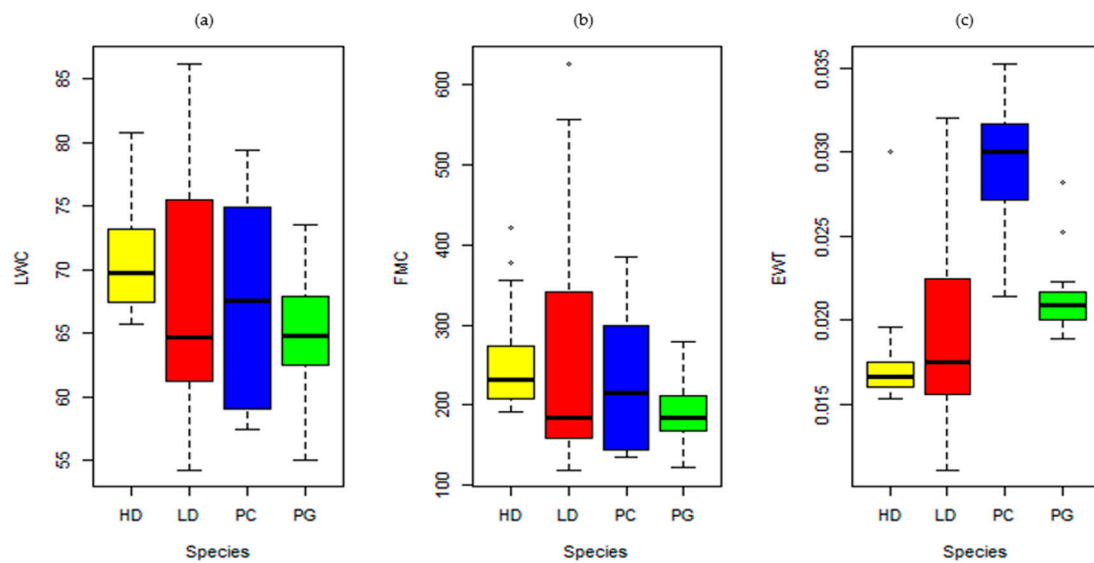 (a)
LWC
85
80
75
70
65
60
55
HD LD PC PG
Species
(b)
FMC
600
500
400
300
200
100
HD LD PC PG
Species
(c)
EWT
0.035
0.030
0.025
0.020
0.015
HD LD PC PG
Species